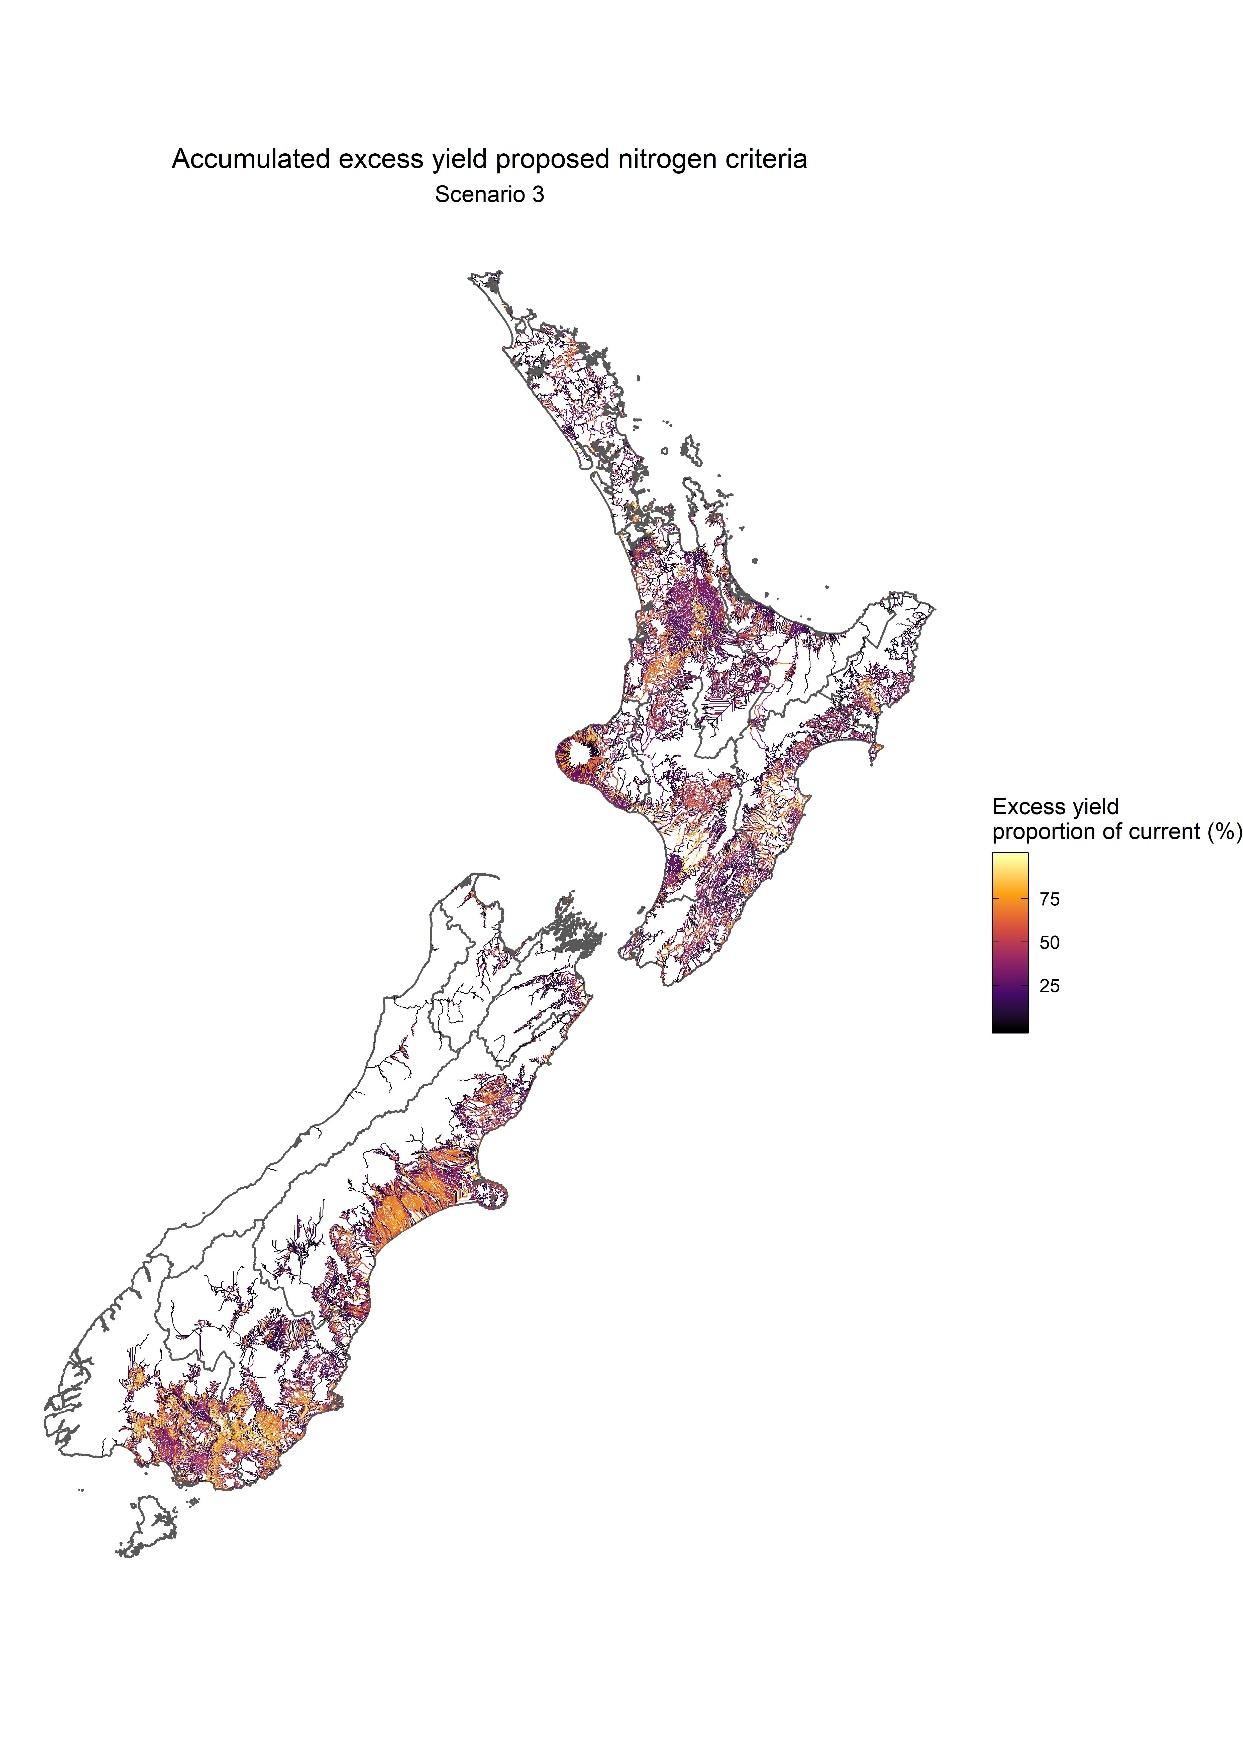 Accumulated excess yield proposed nitrogen criteria
Scenario 3
Excess yield
proportion of current (%)
75
50
25